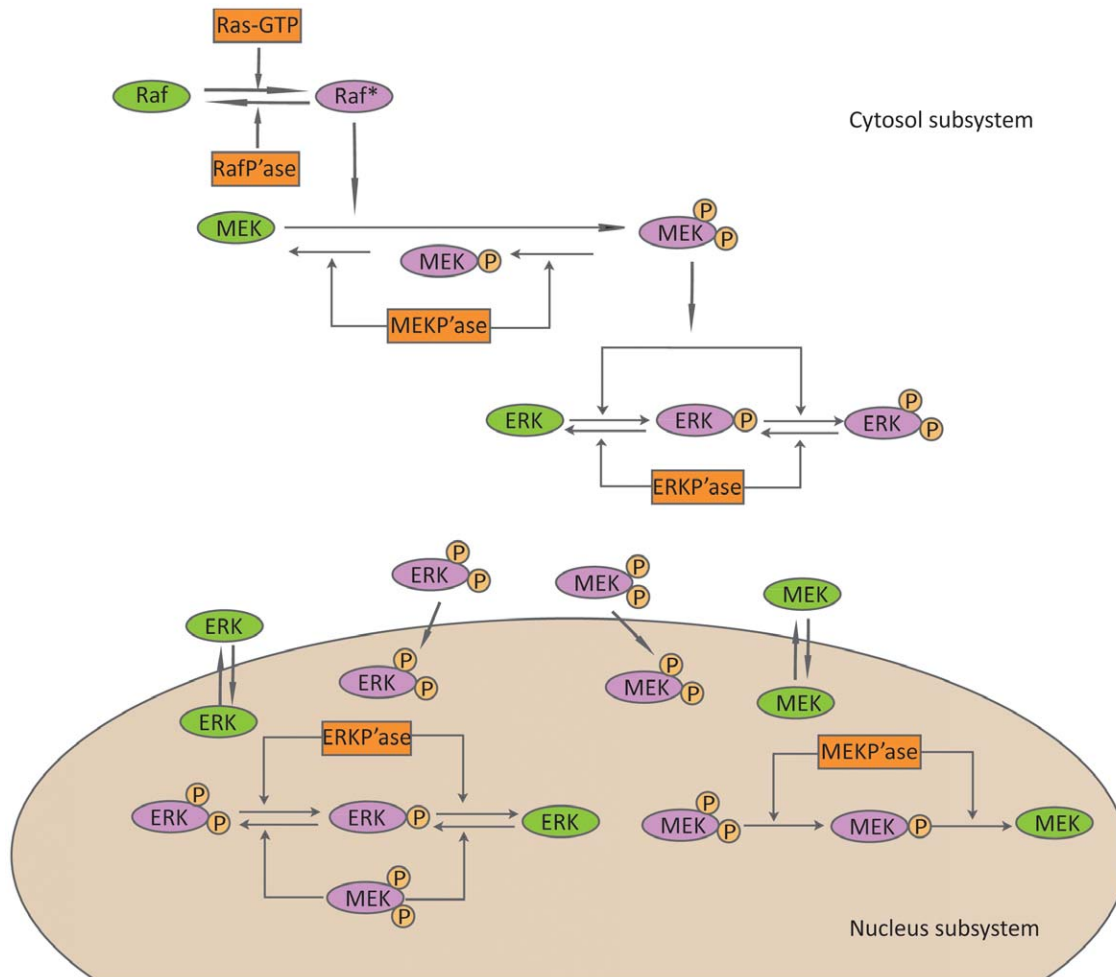 Ras-GTP
Raf
Raf*
Cytosol subsystem
RafP’ase
MEK
MEK
P
P
MEK
P
MEKP’ase
ERK
ERK
P
ERK
P
P
ERKP’ase
ERK
P
P
MEK
P
P
MEK
ERK
ERK
P
P
MEK
P
P
MEK
ERK
ERKP’ase
MEKP’ase
ERK
P
P
ERK
P
ERK
MEK
P
P
MEK
P
MEK
MEK
P
P
Nucleus subsystem